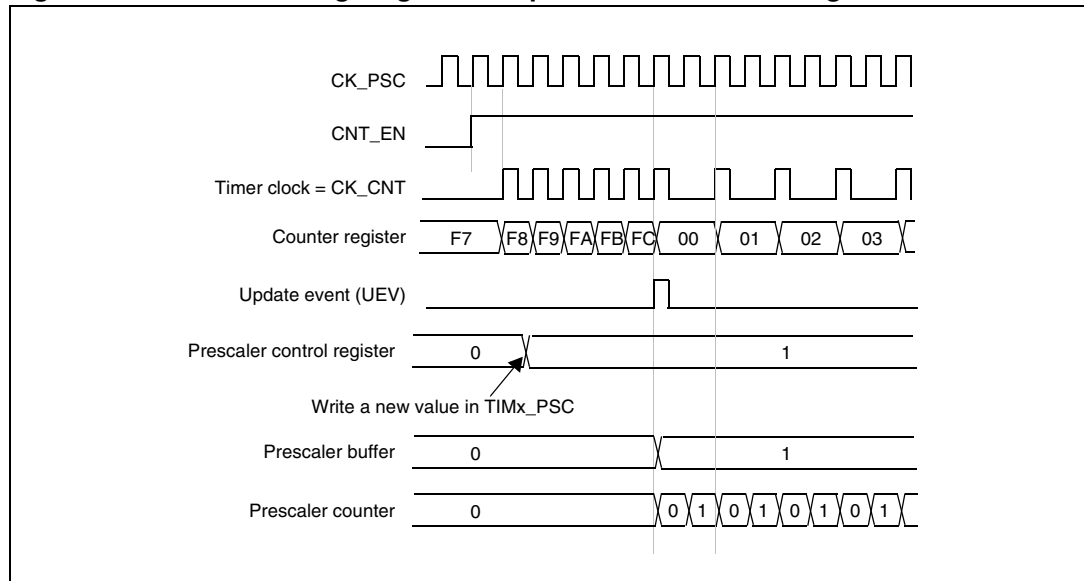 CK_PSC
CNT_EN
Timer clock = CK_CNT
Counter register F7 F8 F9 FA FB FC 00 01 02 03
Update event (UEV)
Prescaler control register 0 1
Write a new value in TIMx_PSC
Prescaler buffer 0 1
Prescaler counter 0 0 1 0 1 0 1 0 1